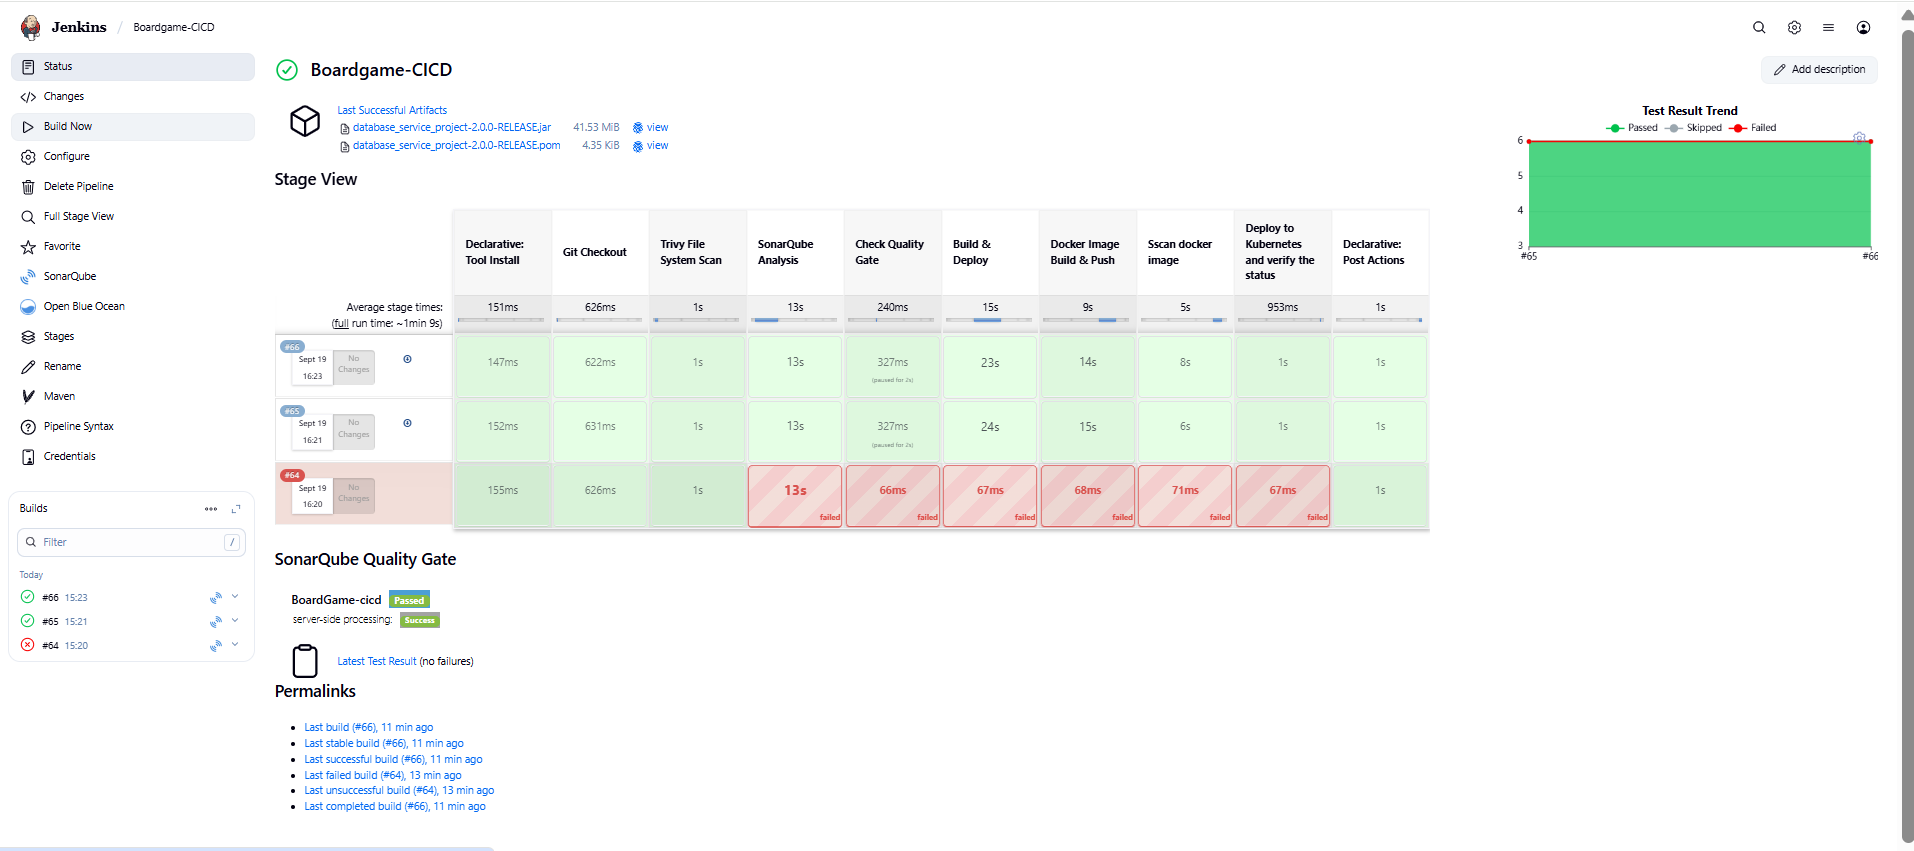 Jenkins / Boardgame-CICD
Status
Changes
Build Now
Configure
Delete Pipeline
Full Stage View
Favorite
SonarQube
Open Blue Ocean
Stages
Rename
Maven
Pipeline Syntax
Credentials
Builds
Filter /
Today
#66 15:23
#65 15:21
#64 15:20
Boardgame-CICD
Add description
Last Successful Artifacts
database_service_project-2.0.0-RELEASE.jar 41.53 MiB view
database_service_project-2.0.0-RELEASE.pom 4.35 KiB view
Test Result Trend
Passed Skipped Failed
6
5
4
3
#65 #66
Stage View
Declarative: Tool Install
Git Checkout
Trivy File System Scan
SonarQube Analysis
Check Quality Gate
Build & Deploy
Docker Image Build & Push
Sscan docker image
Deploy to Kubernetes and verify the status
Declarative: Post Actions
Average stage times:
(full run time: ~1min 9s)
151ms 626ms 1s 13s 240ms 15s 9s 5s 953ms 1s
#66
Sept 19
16:23
No Changes
147ms 622ms 1s 13s 327ms 23s 14s 8s 1s 1s
(paused for 2s)
#65
Sept 19
16:21
No Changes
152ms 631ms 1s 13s 327ms 24s 15s 6s 1s 1s
(paused for 2s)
#64
Sept 19
16:20
No Changes
155ms 626ms 1s 13s 66ms 67ms 68ms 71ms 67ms 1s
failed failed failed failed failed failed
SonarQube Quality Gate
BoardGame-cicd Passed
server-side processing: Success
Latest Test Result (no failures)
Permalinks
Last build (#66), 11 min ago
Last stable build (#66), 11 min ago
Last successful build (#66), 11 min ago
Last failed build (#64), 13 min ago
Last unsuccessful build (#64), 13 min ago
Last completed build (#66), 11 min ago